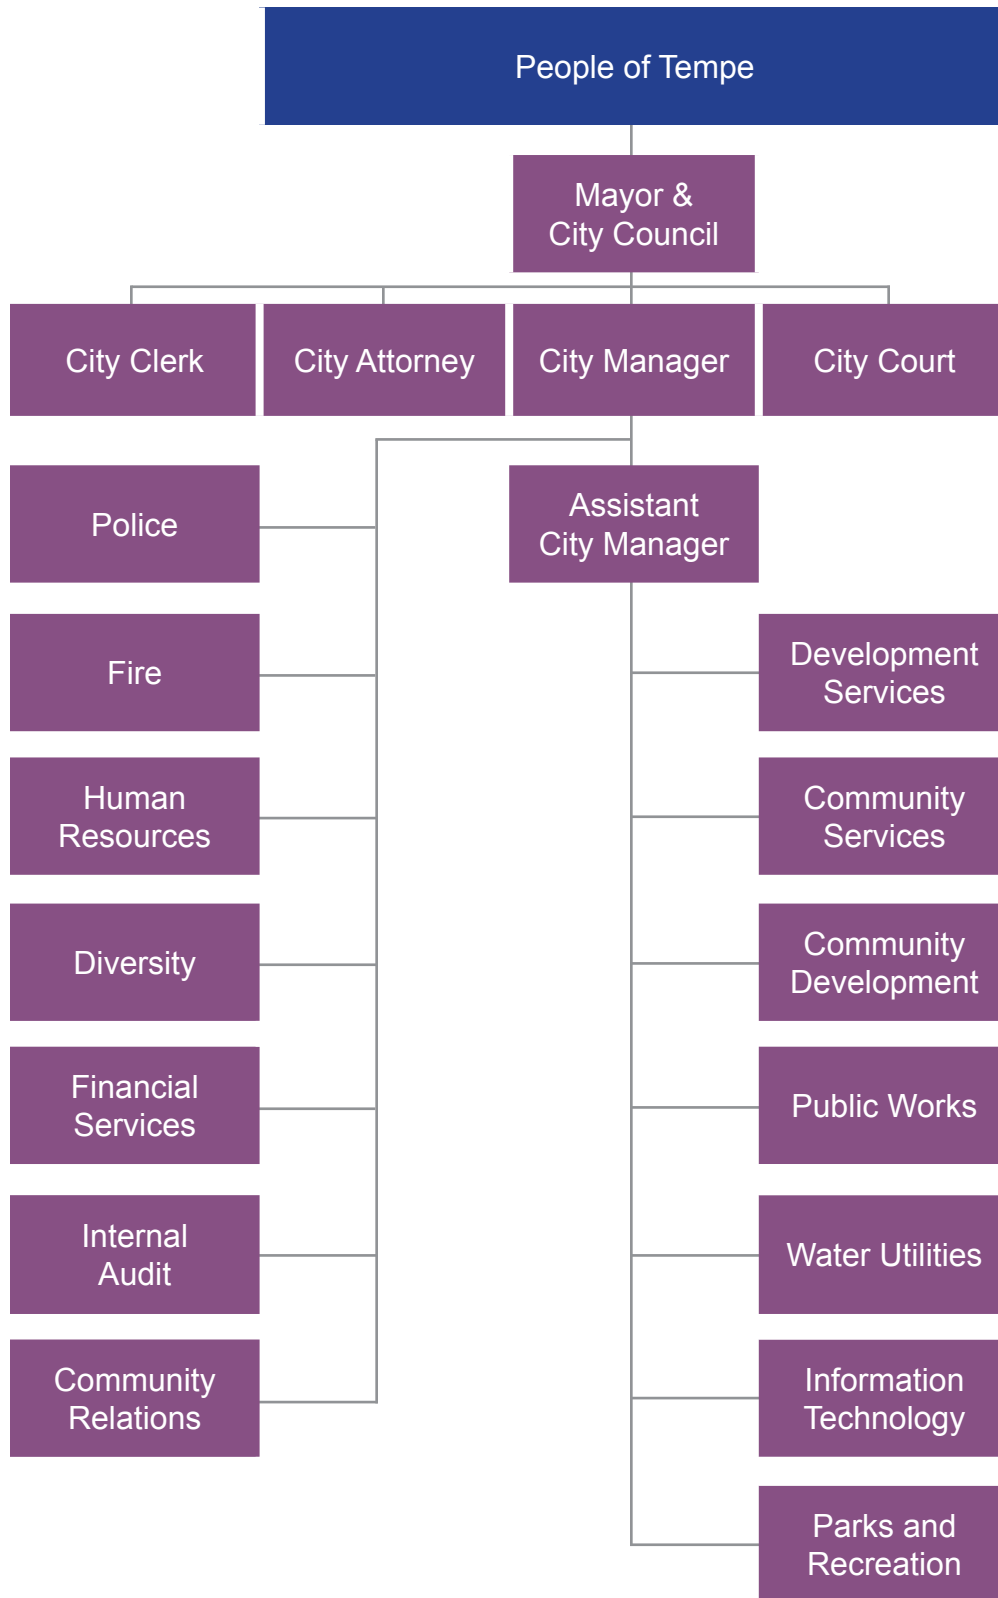 People of Tempe
Mayor &
City Council
City Clerk
City Attorney
City Manager
City Court
Police
Assistant
City Manager
Fire
Development
Services
Human
Resources
Community
Services
Diversity
Community
Development
Financial
Services
Public Works
Internal
Audit
Water Utilities
Community
Relations
Information
Technology
Parks and
Recreation